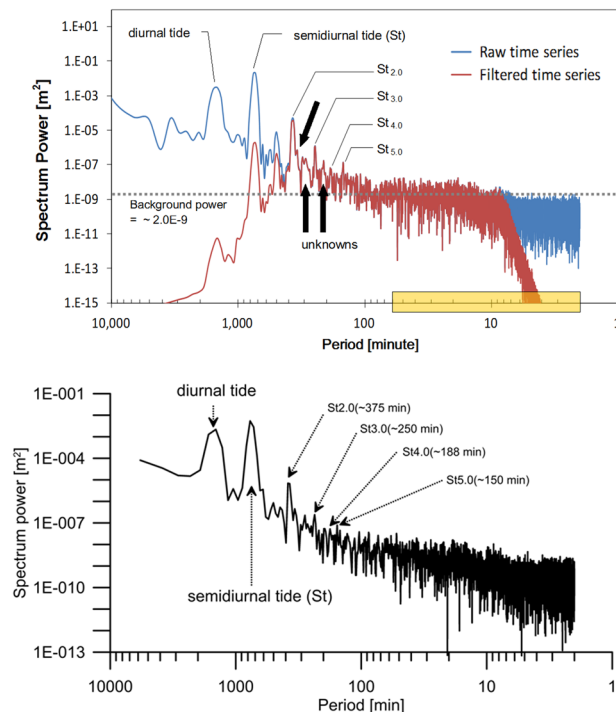 1.E+01
diurnal tide
semidiurnal tide (St)
1.E-01
Raw time series
Filtered time series
St2.0
1.E-03
St3.0
1.E-05
St4.0
St5.0
1.E-07
Spectrum Power [m²]
1.E-09
Background power
= ~ 2.0E-9
1.E-11
unknowns
1.E-13
1.E-15
10,000 1,000 100 10 1
Period [minute]
1E-001
diurnal tide
St2.0(~375 min)
St3.0(~250 min)
1E-004
St4.0(~188 min)
St5.0(~150 min)
Spectrum power [m²]
1E-007
1E-010
semidiurnal tide (St)
1E-013
10000 1000 100 10 1
Period [min]